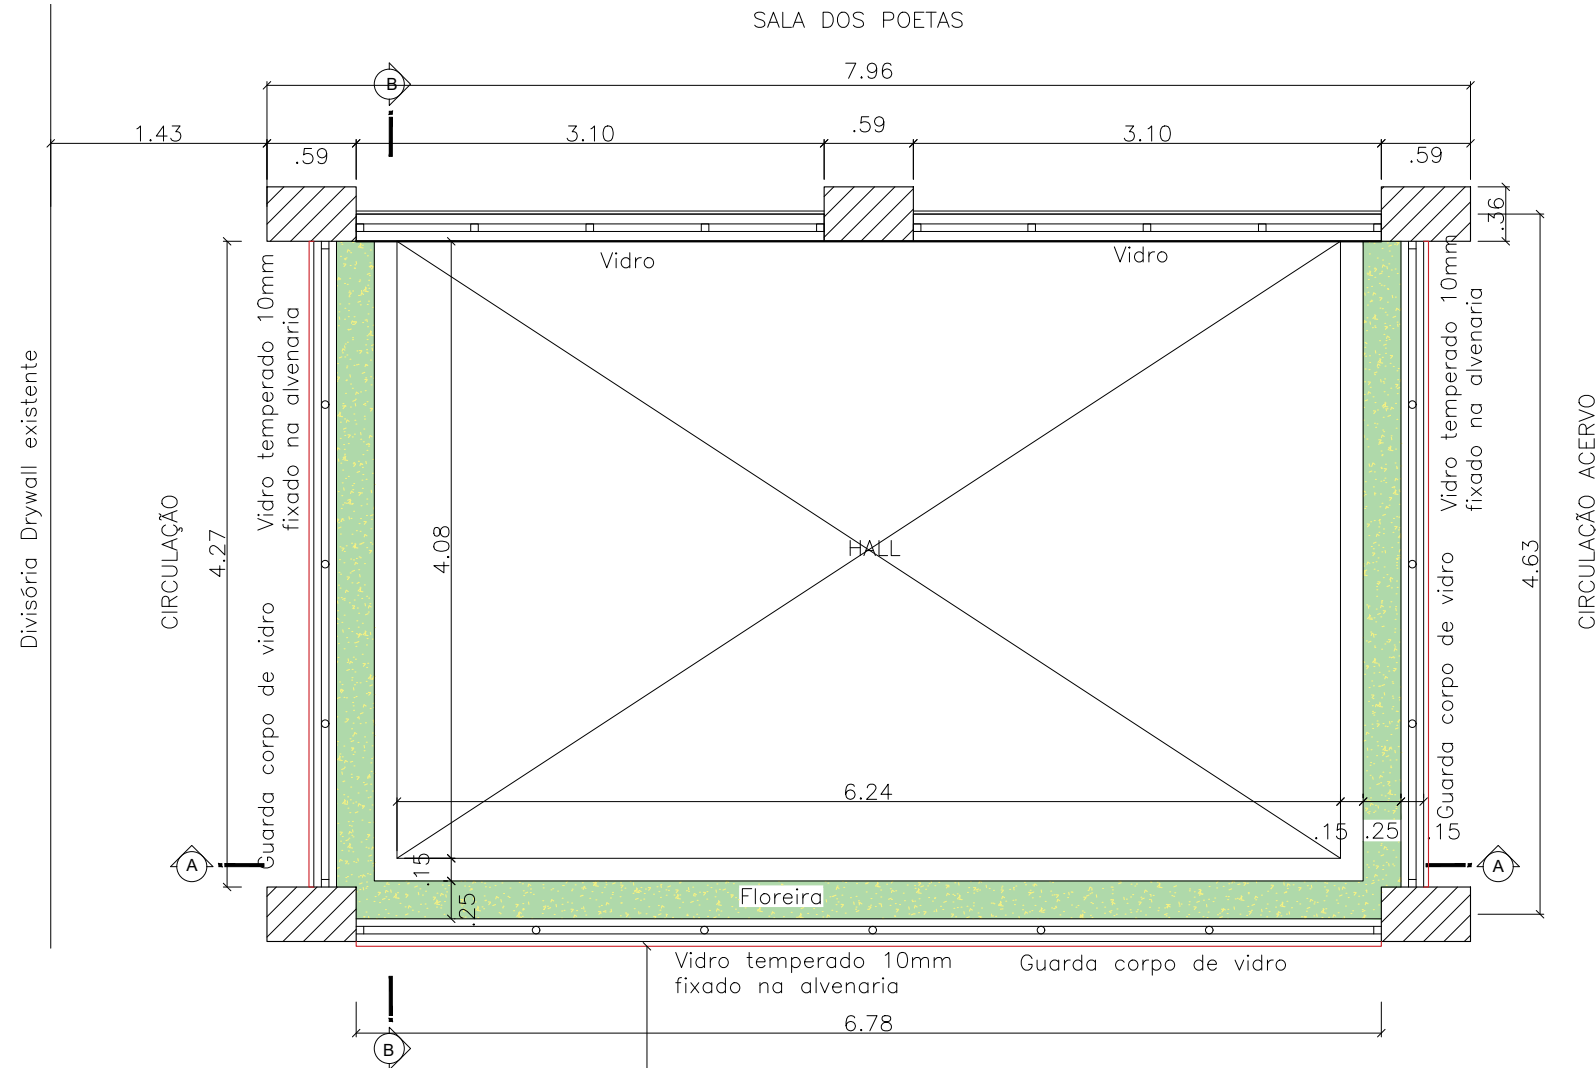 SALA DOS POETAS
B
7.96
1.43
.59
3.10
.59
3.10
.59
.36
Vidro
Vidro
Divisória Drywall existente
CIRCULAÇÃO
4.27
Vidro temperado 10mm
fixado na alvenaria
Guarda corpo de vidro
4.08
HALL
Vidro temperado 10mm
fixado na alvenaria
Guarda corpo de vidro
4.63
CIRCULAÇÃO ACERVO
6.24
.15
.25
.15
A
A
.15
.25
Floreira
Vidro temperado 10mm
fixado na alvenaria
Guarda corpo de vidro
6.78
B